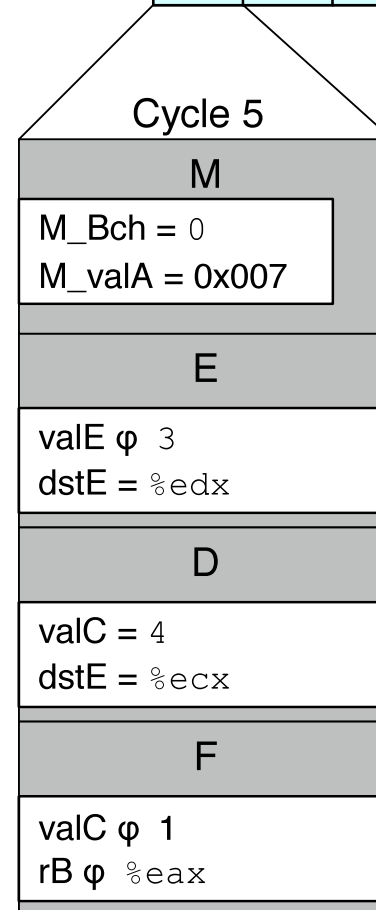 Cycle 5
M
M_Bch = 0
M_valA = 0x007
E
valE φ 3
dstE = %edx
D
valC = 4
dstE = %ecx
F
valC φ 1
rB φ %eax